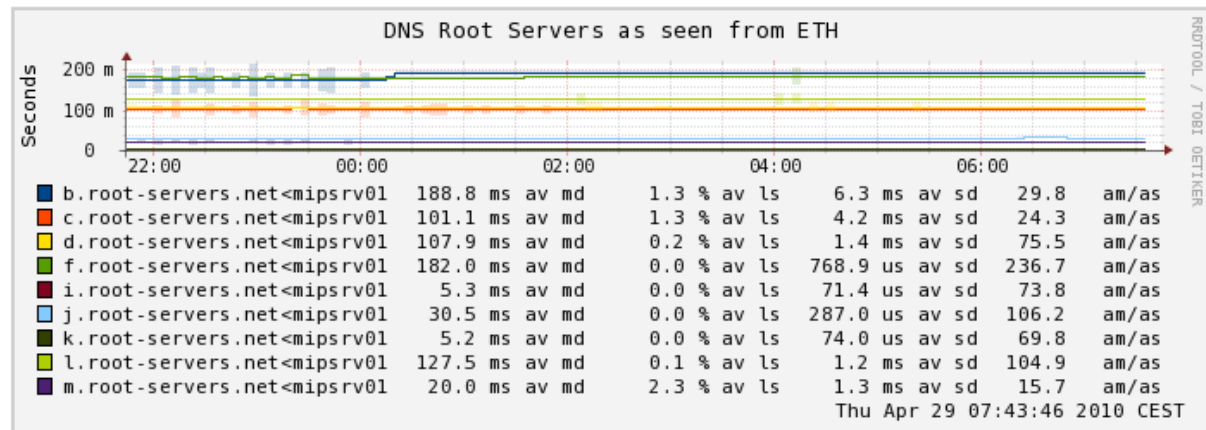 DNS Root Servers as seen from ETH
RRDTOOL / TOBI OETIKER
Seconds
200 m
100 m
0
22:00 00:00 02:00 04:00 06:00
b.root-servers.net<mipsrv01 188.8 ms av md 1.3 % av ls 6.3 ms av sd 29.8 am/as
c.root-servers.net<mipsrv01 101.1 ms av md 1.3 % av ls 4.2 ms av sd 24.3 am/as
d.root-servers.net<mipsrv01 107.9 ms av md 0.2 % av ls 1.4 ms av sd 75.5 am/as
f.root-servers.net<mipsrv01 182.0 ms av md 0.0 % av ls 768.9 us av sd 236.7 am/as
i.root-servers.net<mipsrv01 5.3 ms av md 0.0 % av ls 71.4 us av sd 73.8 am/as
j.root-servers.net<mipsrv01 30.5 ms av md 0.0 % av ls 287.0 us av sd 106.2 am/as
k.root-servers.net<mipsrv01 5.2 ms av md 0.0 % av ls 74.0 us av sd 69.8 am/as
l.root-servers.net<mipsrv01 127.5 ms av md 0.1 % av ls 1.2 ms av sd 104.9 am/as
m.root-servers.net<mipsrv01 20.0 ms av md 2.3 % av ls 1.3 ms av sd 15.7 am/as
Thu Apr 29 07:43:46 2010 CEST